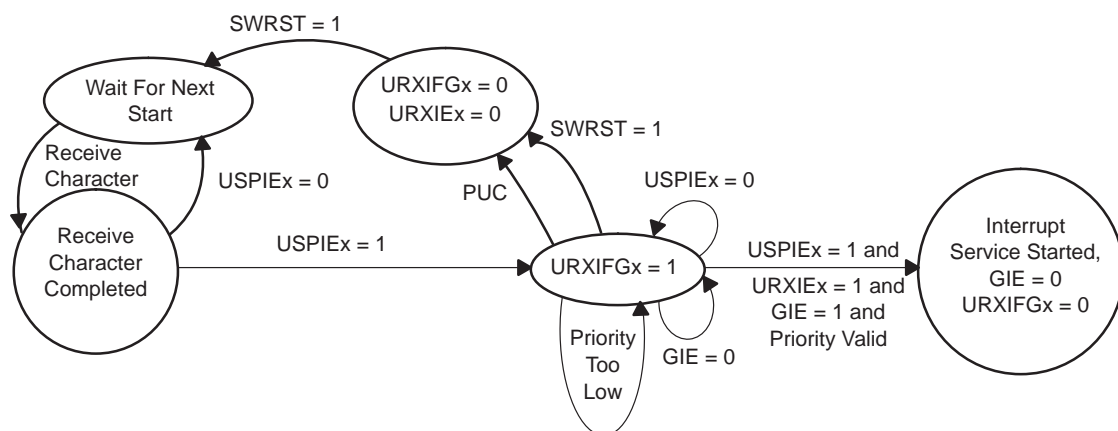 SWRST = 1
Wait For Next
Start
URXIFGx = 0
URXIEx = 0
SWRST = 1
Receive
Character
USPIEx = 0
PUC
USPIEx = 0
Receive
Character
Completed
USPIEx = 1
URXIFGx = 1
USPIEx = 1 and
URXIEx = 1 and
GIE = 1 and
Priority Valid
Interrupt
Service Started,
GIE = 0
URXIFGx = 0
Priority
Too
Low
GIE = 0